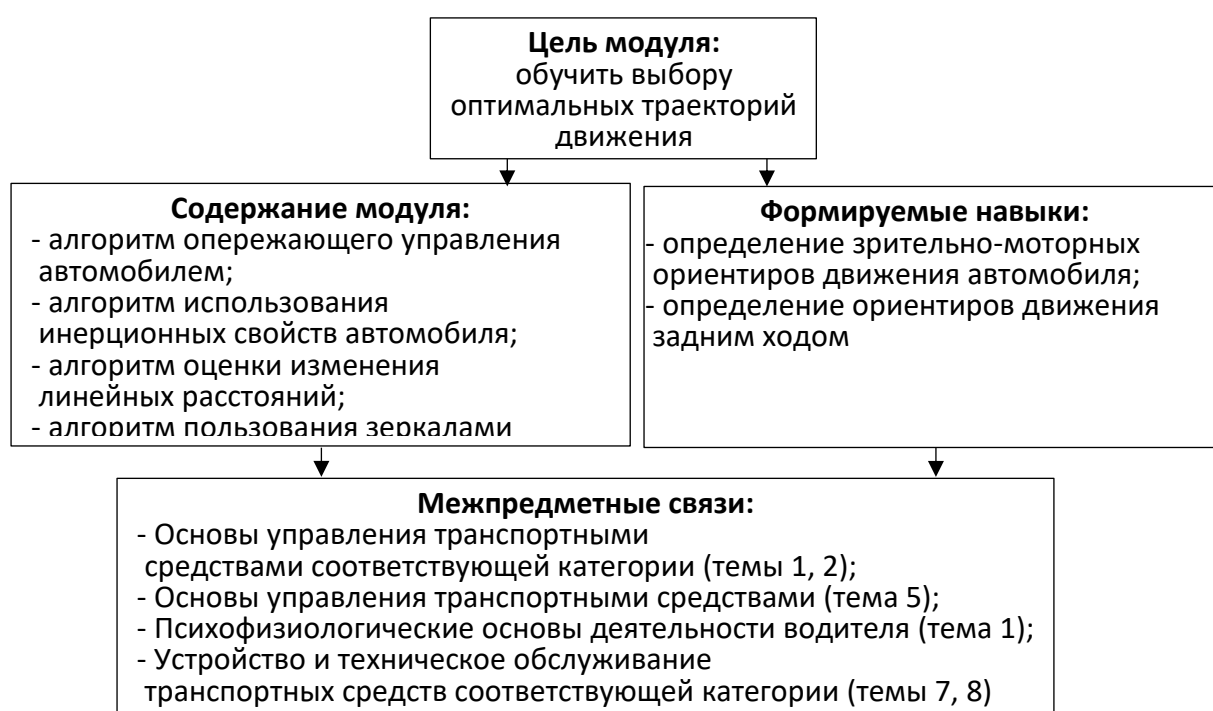 Цель модуля:
обучить выбору
оптимальных траекторий
движения
Содержание модуля:
- алгоритм опережающего управления
автомобилем;
- алгоритм использования
инерционных свойств автомобиля;
- алгоритм оценки изменения
линейных расстояний;
- алгоритм пользования зеркалами
Формируемые навыки:
- определение зрительно-моторных
ориентиров движения автомобиля;
- определение ориентиров движения
задним ходом
Межпредметные связи:
- Основы управления транспортными
средствами соответствующей категории (темы 1, 2);
- Основы управления транспортными средствами (тема 5);
- Психофизиологические основы деятельности водителя (тема 1);
- Устройство и техническое обслуживание
транспортных средств соответствующей категории (темы 7, 8)